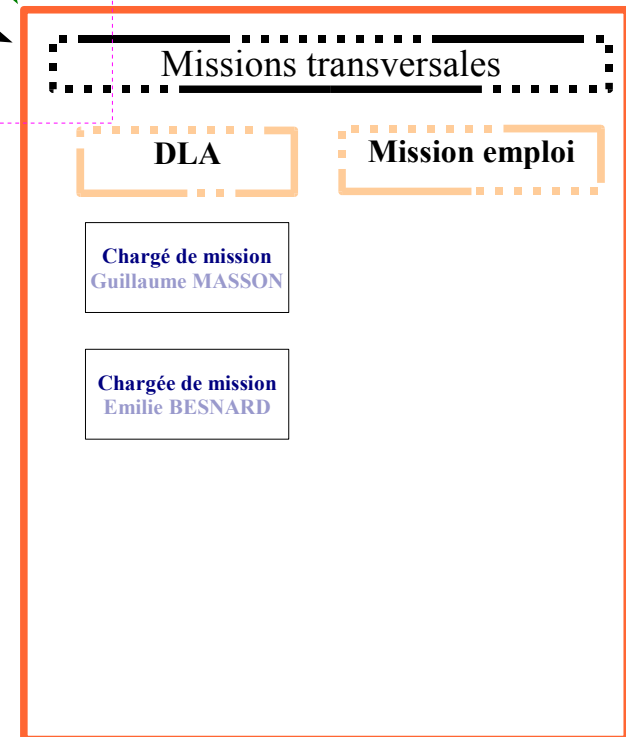 Missions transversales
DLA
Mission emploi
Chargé de mission
Guillaume MASSON
Chargée de mission
Emilie BESNARD